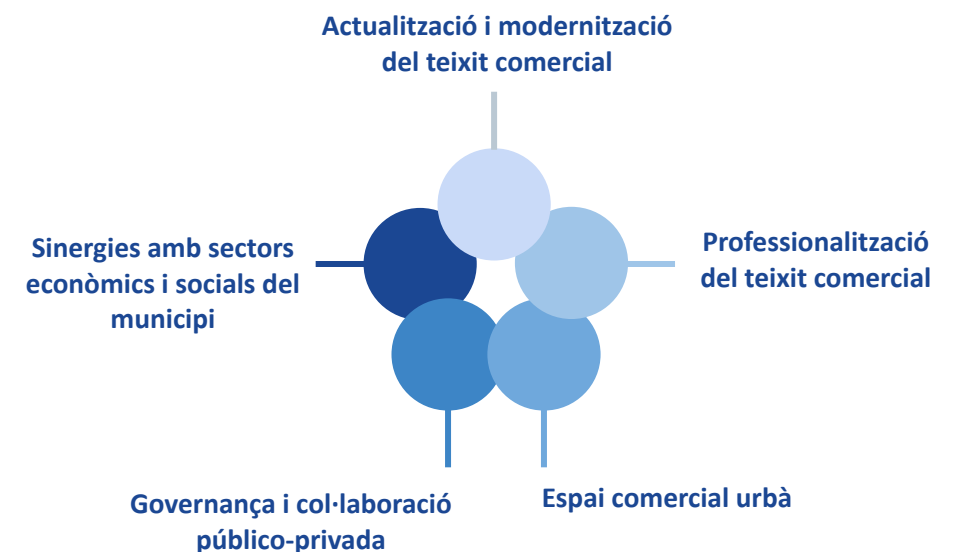 Actualització i modernització
del teixit comercial
Sinergies amb sectors
econòmics i socials del
municipi
Professionalització
del teixit comercial
Governança i col·laboració
público-privada
Espai comercial urbà